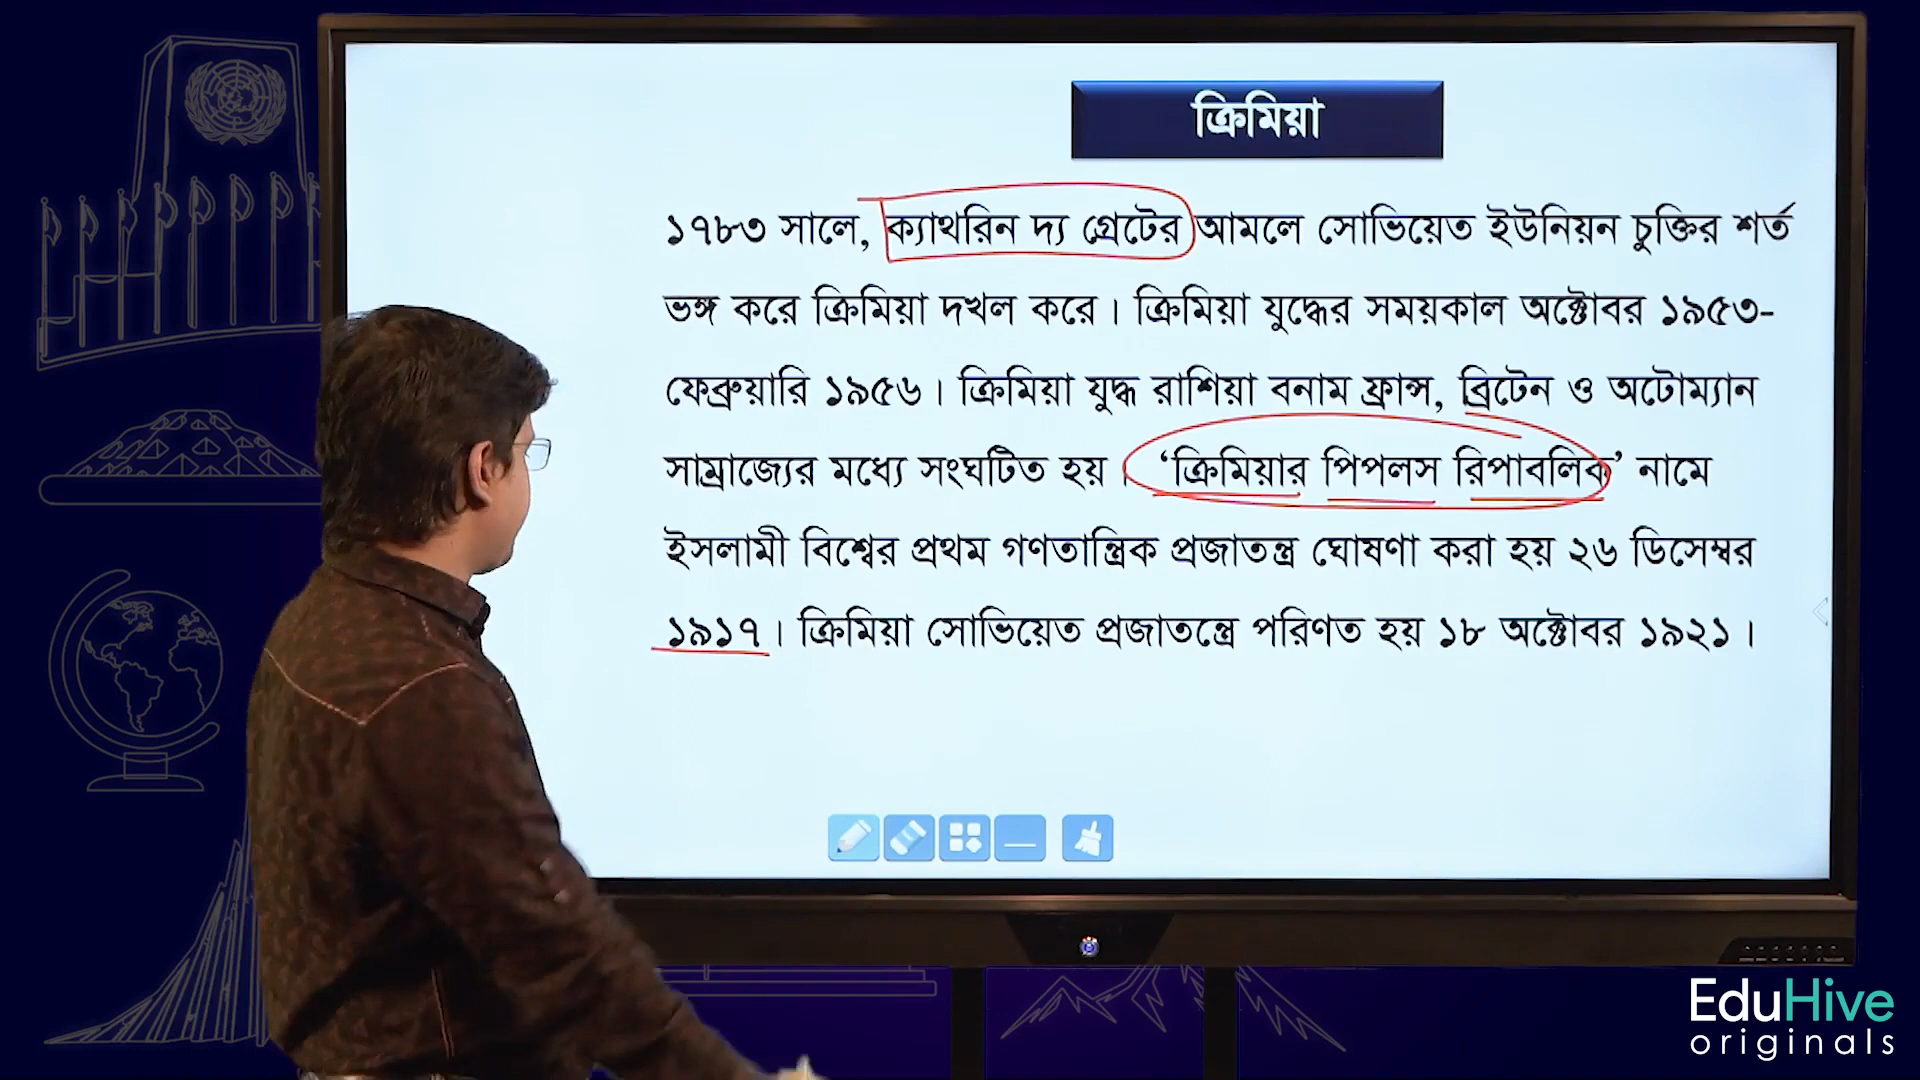 ক্রিমিয়া
১৭৮৩ সালে, ক্যাথরিন দ্য গ্রেটের আমলে সোভিয়েত ইউনিয়ন চুক্তির শর্ত
ভঙ্গ করে ক্রিমিয়া দখল করে। ক্রিমিয়া যুদ্ধের সময়কাল অক্টোবর ১৯৫৩-
ফেব্রুয়ারি ১৯৫৬। ক্রিমিয়া যুদ্ধ রাশিয়া বনাম ফ্রান্স, ব্রিটেন ও অটোম্যান
সাম্রাজ্যের মধ্যে সংঘটিত হয়। ‘ক্রিমিয়ার পিপলস রিপাবলিক’ নামে
ইসলামী বিশ্বের প্রথম গণতান্ত্রিক প্রজাতন্ত্র ঘোষণা করা হয় ২৬ ডিসেম্বর
১৯১৭। ক্রিমিয়া সোভিয়েত প্রজাতন্ত্রে পরিণত হয় ১৮ অক্টোবর ১৯২১।
EduHive
originals